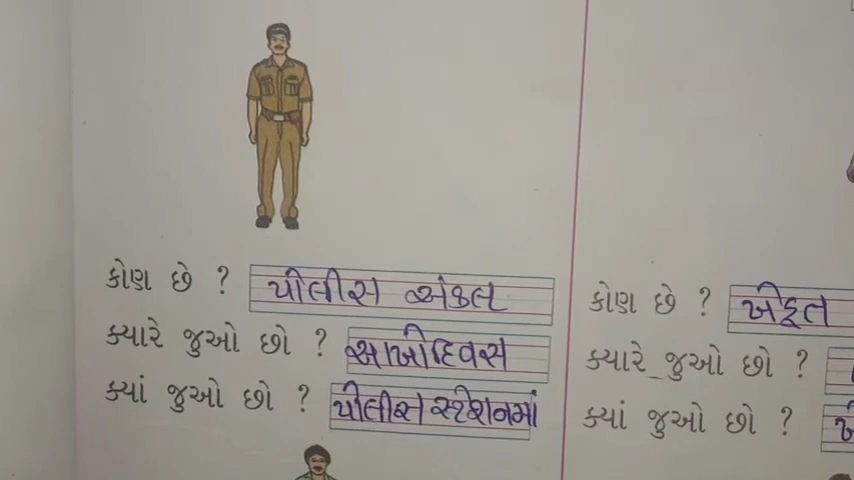 કોણ છે ? પોલીસ અંકલ
ક્યારે જુઓ છો ? આખોદિવસ
ક્યાં જુઓ છો ? પોલીસ સ્ટેશનમાં
કોણ છે ? ખેડૂત
ક્યારે જુઓ છો ?
ક્યાં જુઓ છો ?